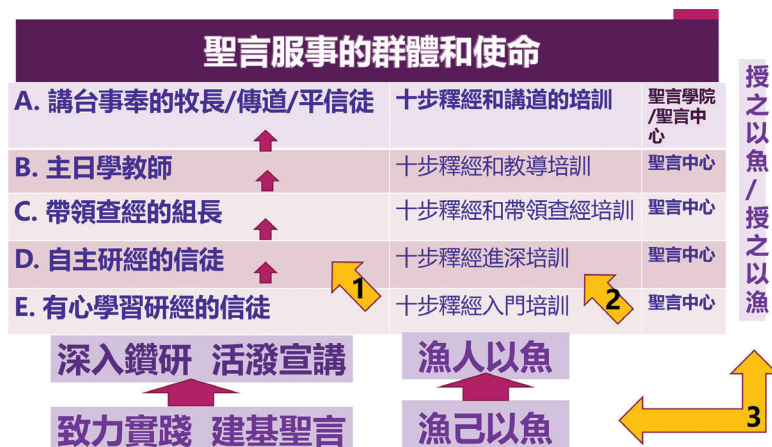 聖言服事的群體和使命
A. 講台事奉的牧長/傳道/平信徒
十步釋經和講道的培訓
聖言學院
/聖言中
心
B. 主日學教師
十步釋經和教導培訓
聖言中心
C. 帶領查經的組長
十步釋經和帶領查經培訓
聖言中心
D. 自主研經的信徒
十步釋經進深培訓
聖言中心
E. 有心學習研經的信徒
十步釋經入門培訓
聖言中心
1
2
授之以魚/授之以漁
深入鑽研 活潑宣講
漁人以魚
致力實踐 建基聖言
漁己以魚
3